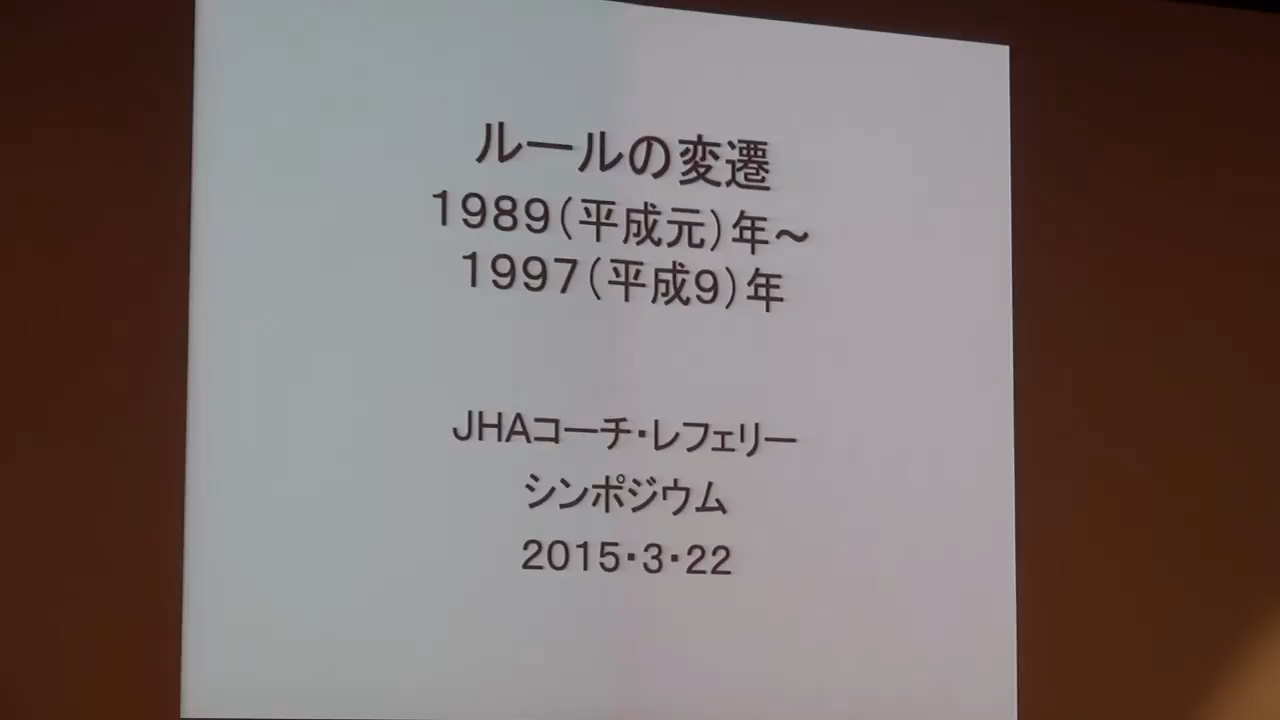 ルールの変遷
1989(平成元)年～
1997(平成9)年
JHAコーチ・レフェリー
シンポジウム
2015・3・22